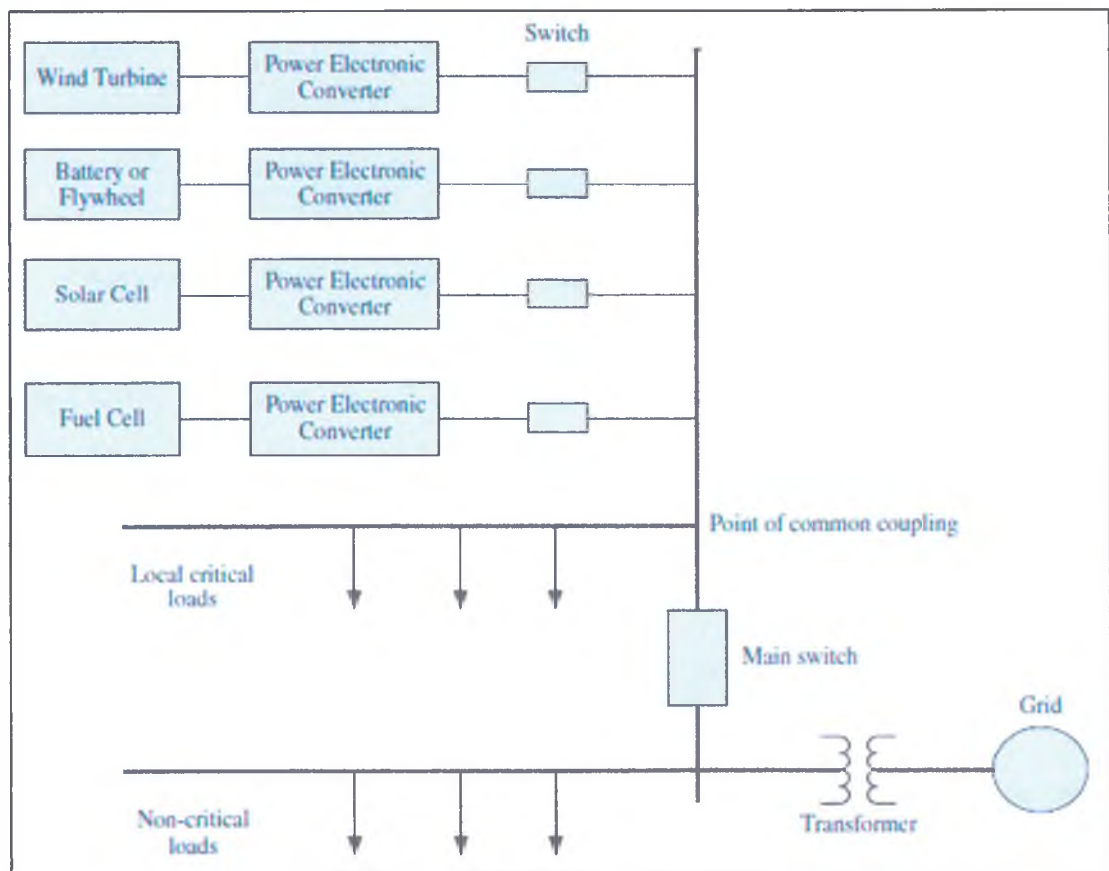 Switch
Wind Turbine
Power Electronic
Converter
Battery or
Flywheel
Power Electronic
Converter
Solar Cell
Power Electronic
Converter
Fuel Cell
Power Electronic
Converter
Point of common coupling
Local critical
loads
Main switch
Grid
Non-critical
loads
Transformer